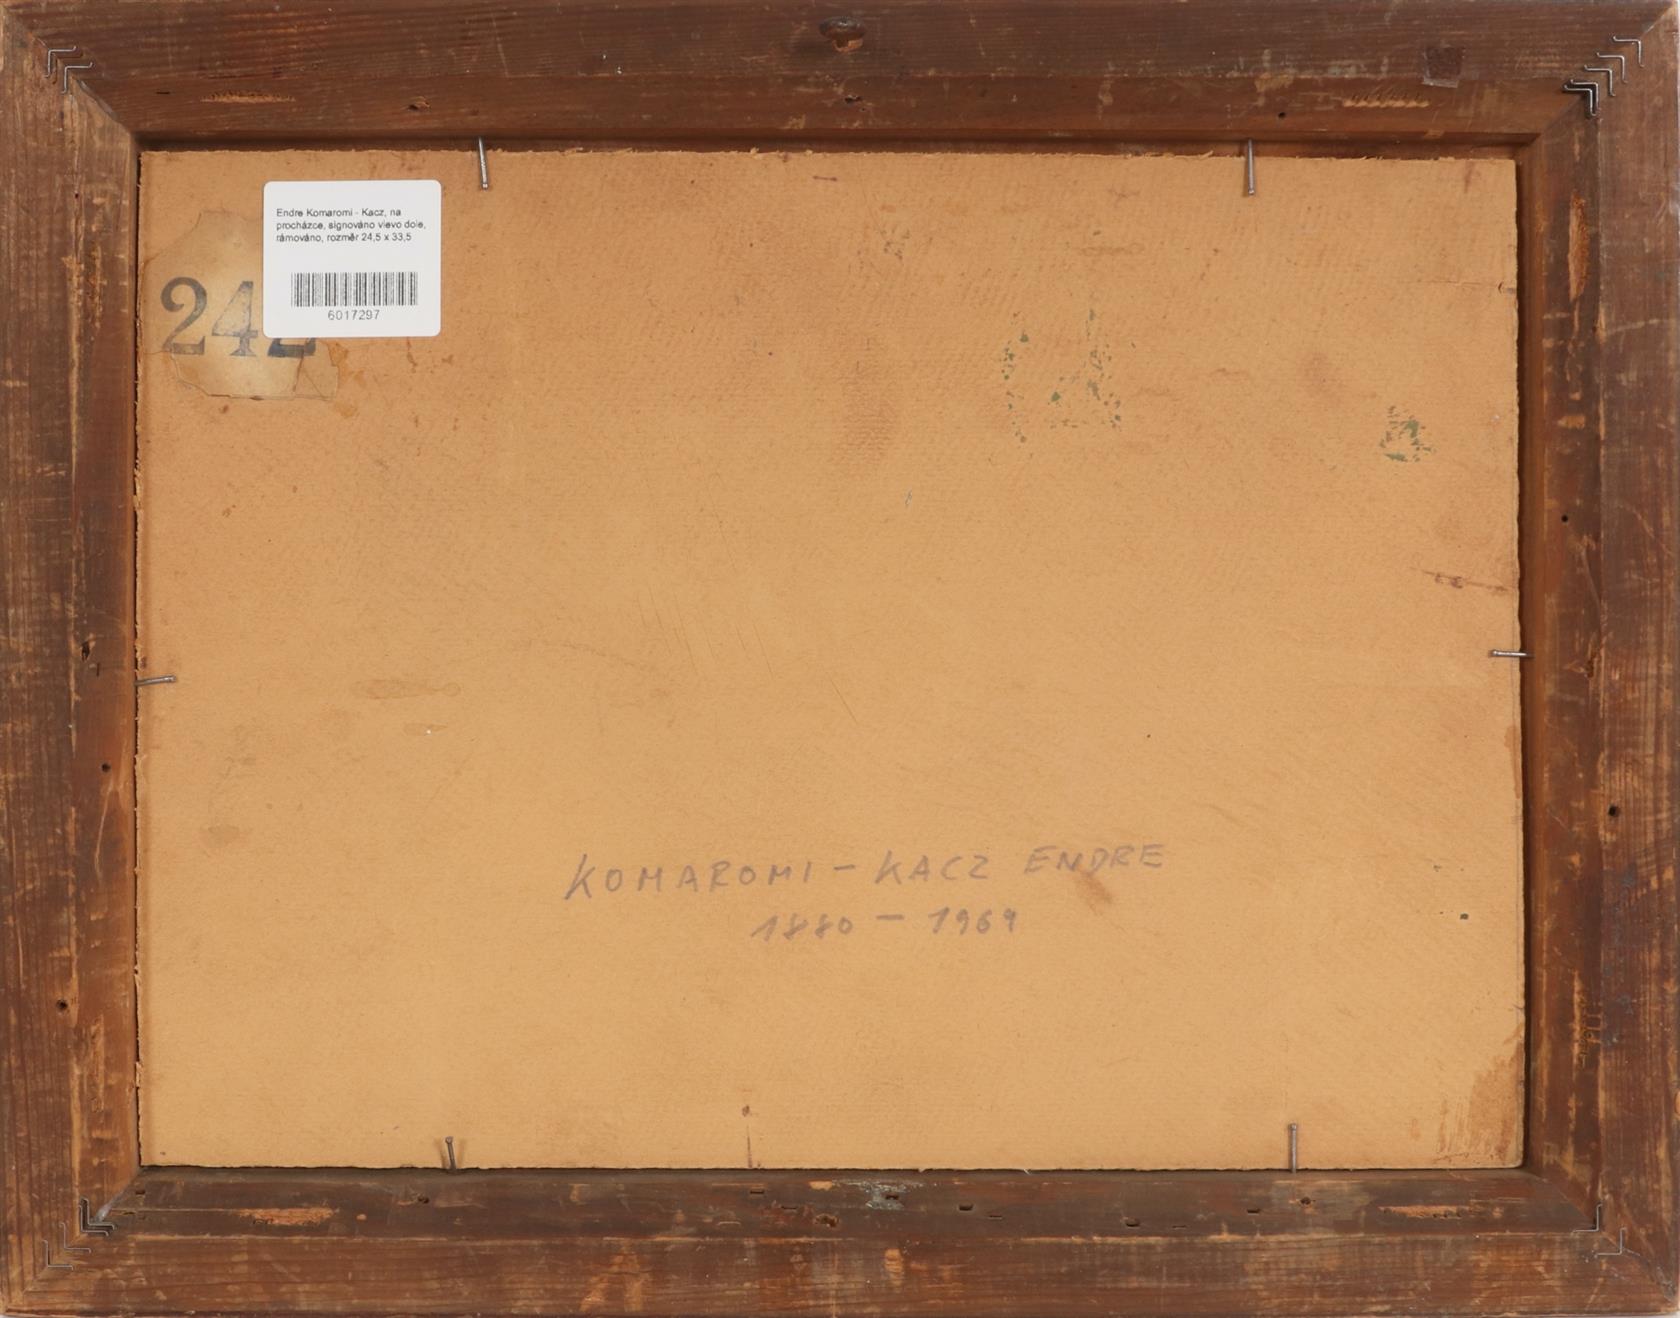 Endre Komaromi - Kacz, na
procházce, signováno vlevo dole,
rámováno, rozměr 24,5 x 33,5
6017297
242
KOMAROMI - KACZ ENDRE
1880 - 1969